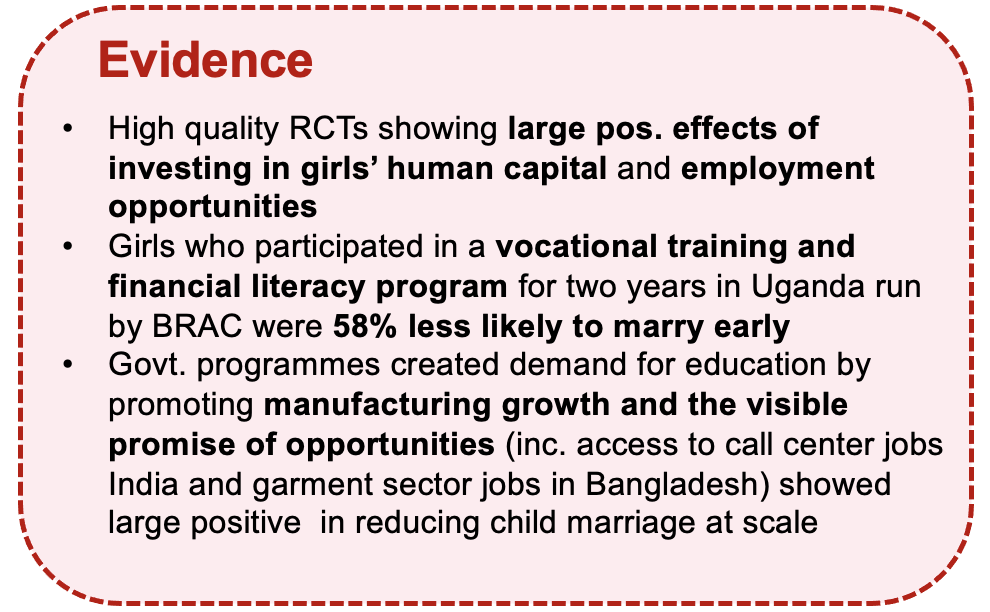 Evidence
• High quality RCTs showing large pos. effects of
investing in girls’ human capital and employment
opportunities
• Girls who participated in a vocational training and
financial literacy program for two years in Uganda run
by BRAC were 58% less likely to marry early
• Govt. programmes created demand for education by
promoting manufacturing growth and the visible
promise of opportunities (inc. access to call center jobs
India and garment sector jobs in Bangladesh) showed
large positive  in reducing child marriage at scale